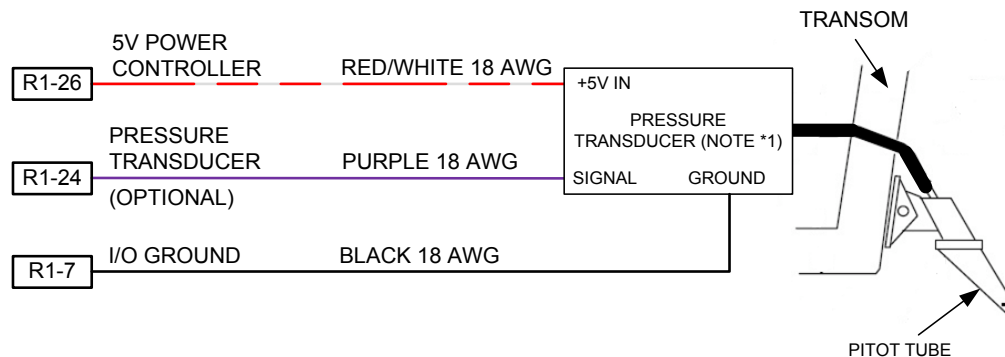 TRANSOM
5V POWER
CONTROLLER
RED/WHITE 18 AWG
R1-26
+5V IN
PRESSURE
TRANSDUCER (NOTE *1)
PRESSURE
TRANSDUCER
(OPTIONAL)
PURPLE 18 AWG
R1-24
SIGNAL
GROUND
I/O GROUND
BLACK 18 AWG
R1-7
PITOT TUBE